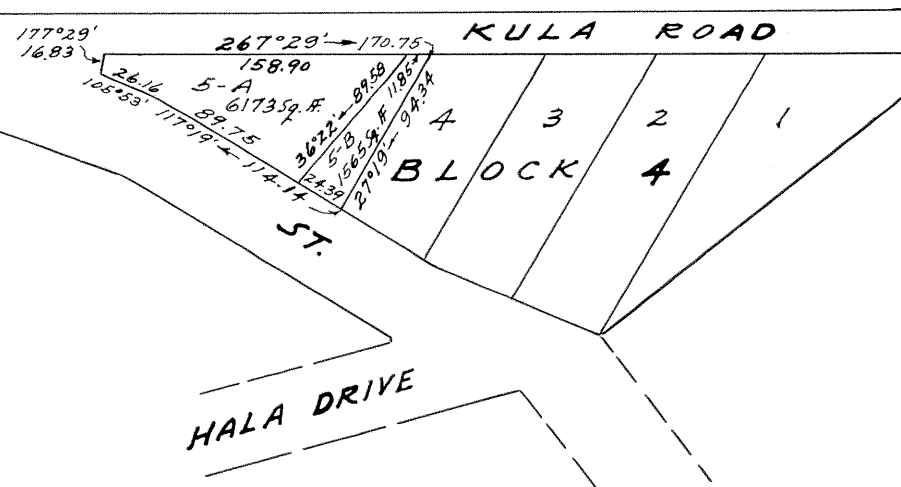 KULA ROAD
177°29'
16.83
267°29' 170.75
158.90
26.16
105°53'
5-A
6173 Sq. Ft.
89.75
117°19' 114.14
36°22' 89.58
5-B
1565 Sq. Ft.
11.85
24.39
27°19' 94.34
4 3 2 1
BLOCK 4
ST.
HALA DRIVE